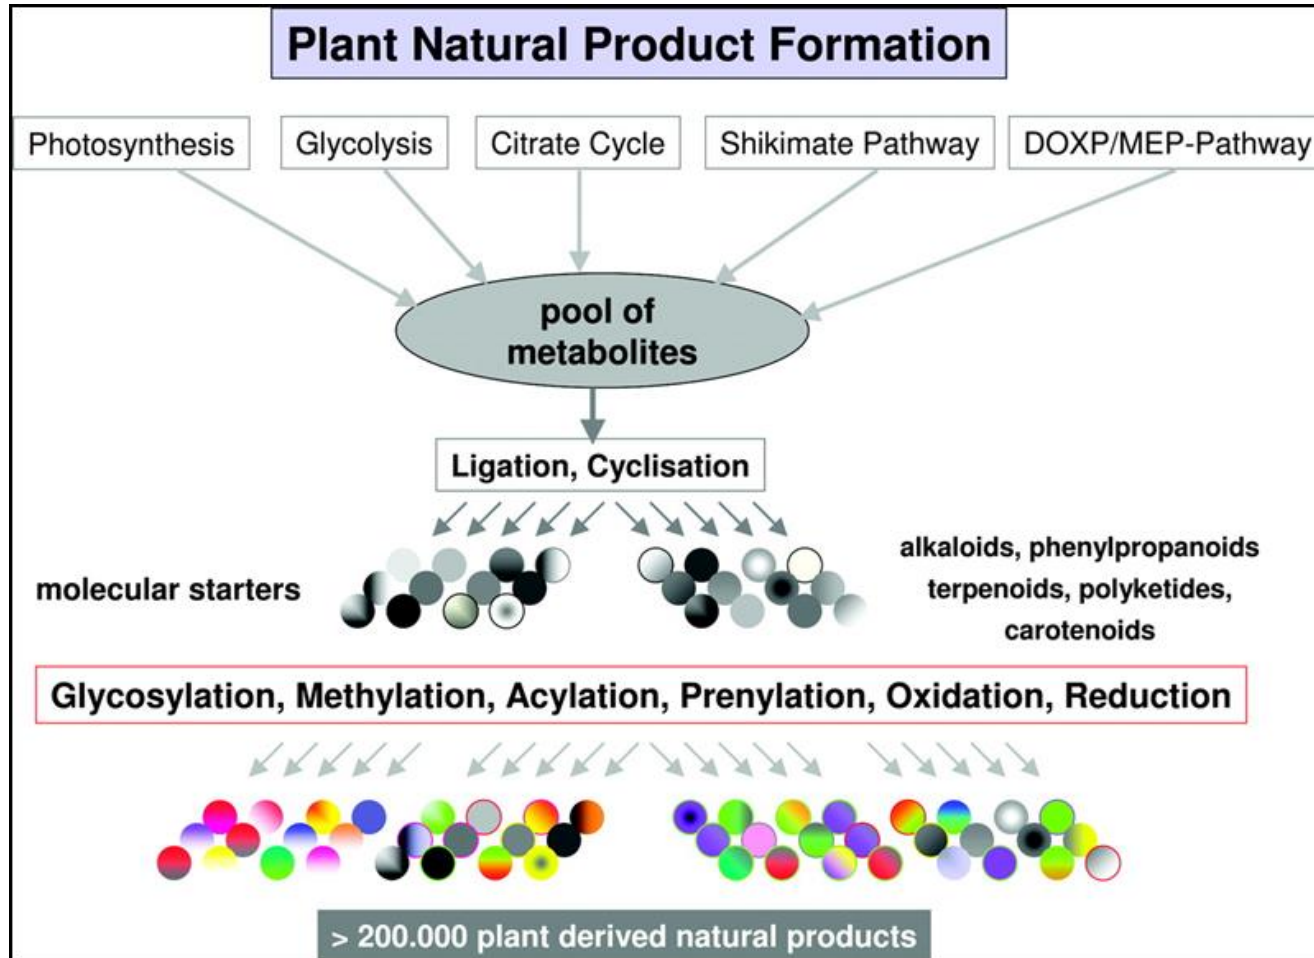 Plant Natural Product Formation
Photosynthesis
Glycolysis
Citrate Cycle
Shikimate Pathway
DOXP/MEP-Pathway
pool of
metabolites
Ligation, Cyclisation
molecular starters
alkaloids, phenylpropanoids
terpenoids, polyketides,
carotenoids
Glycosylation, Methylation, Acylation, Prenylation, Oxidation, Reduction
> 200.000 plant derived natural products